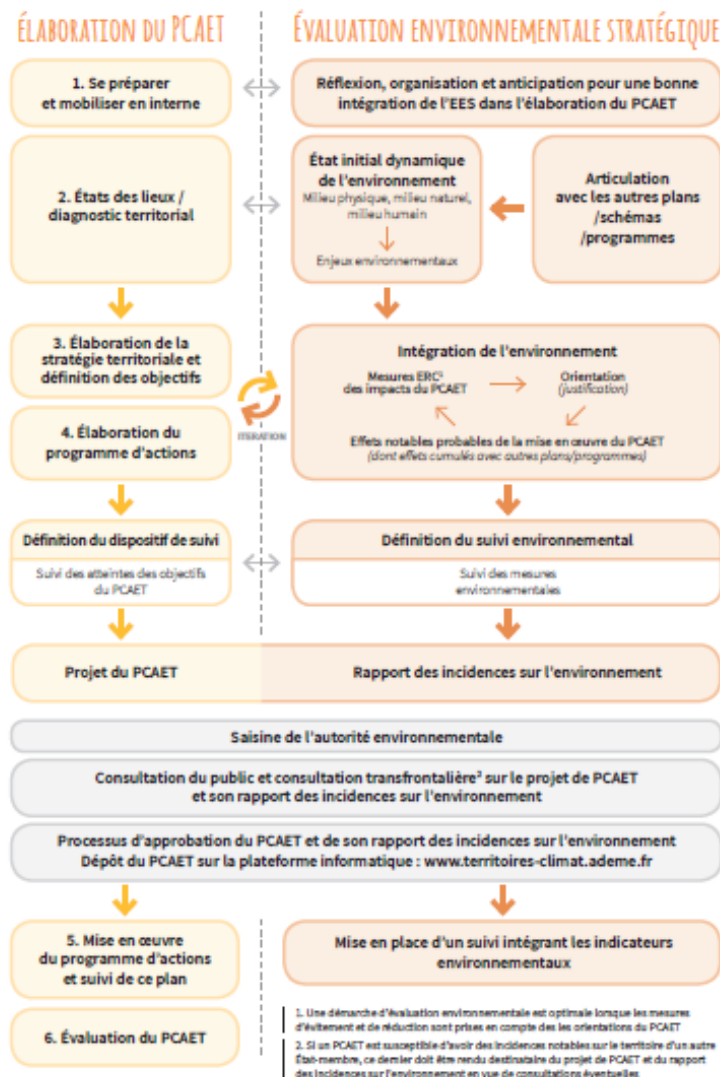 ÉLABORATION DU PCAET
ÉVALUATION ENVIRONNEMENTALE STRATÉGIQUE
1. Se préparer
et mobiliser en interne
Réflexion, organisation et anticipation pour une bonne
intégration de l'EES dans l'élaboration du PCAET
2. États des lieux /
diagnostic territorial
État initial dynamique
de l'environnement
Milieu physique, milieu naturel,
milieu humain
Enjeux environnementaux
Articulation
avec les autres plans
/schémas
/programmes
3. Élaboration de la
stratégie territoriale et
définition des objectifs
4. Élaboration du
programme d'actions
ITERATION
Intégration de l'environnement
Mesures ERC¹
des impacts du PCAET
Orientation
(justification)
Effets notables probables de la mise en œuvre du PCAET
(dont effets cumulés avec autres plans/programmes)
Définition du dispositif de suivi
Suivi des atteintes des objectifs
du PCAET
Définition du suivi environnemental
Suivi des mesures
environnementales
Projet du PCAET
Rapport des incidences sur l'environnement
Saisine de l'autorité environnementale
Consultation du public et consultation transfrontalière² sur le projet de PCAET
et son rapport des incidences sur l'environnement
Processus d'approbation du PCAET et de son rapport des incidences sur l'environnement
Dépôt du PCAET sur la plateforme informatique : www.territoires-climat.ademe.fr
5. Mise en œuvre
du programme d'actions
et suivi de ce plan
6. Évaluation du PCAET
Mise en place d'un suivi intégrant les indicateurs
environnementaux
1. Une démarche d'évaluation environnementale est optimale lorsque les mesures
d'évitement et de réduction sont prises en compte des les orientations du PCAET
2. Si un PCAET est susceptible d'avoir des incidences notables sur le territoire d'un autre
État-membre, ce dernier doit être rendu destinataire du projet de PCAET et du rapport
des incidences sur l'environnement en vue de consultations éventuelles